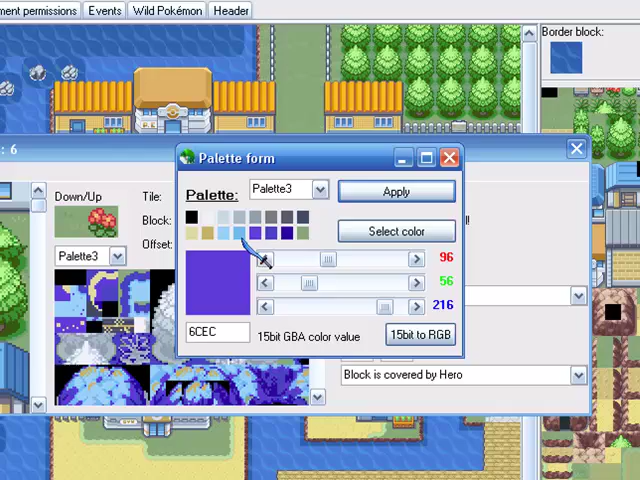 ment permissions
Events
Wild Pokémon
Header
Border block:
: 6
Palette form
Down/Up
Tile:
Block:
Offset:
Palette3
Palette:
Palette3
Apply
Select color
96
56
216
6CEC
15bit GBA color value
15bit to RGB
Block is covered by Hero